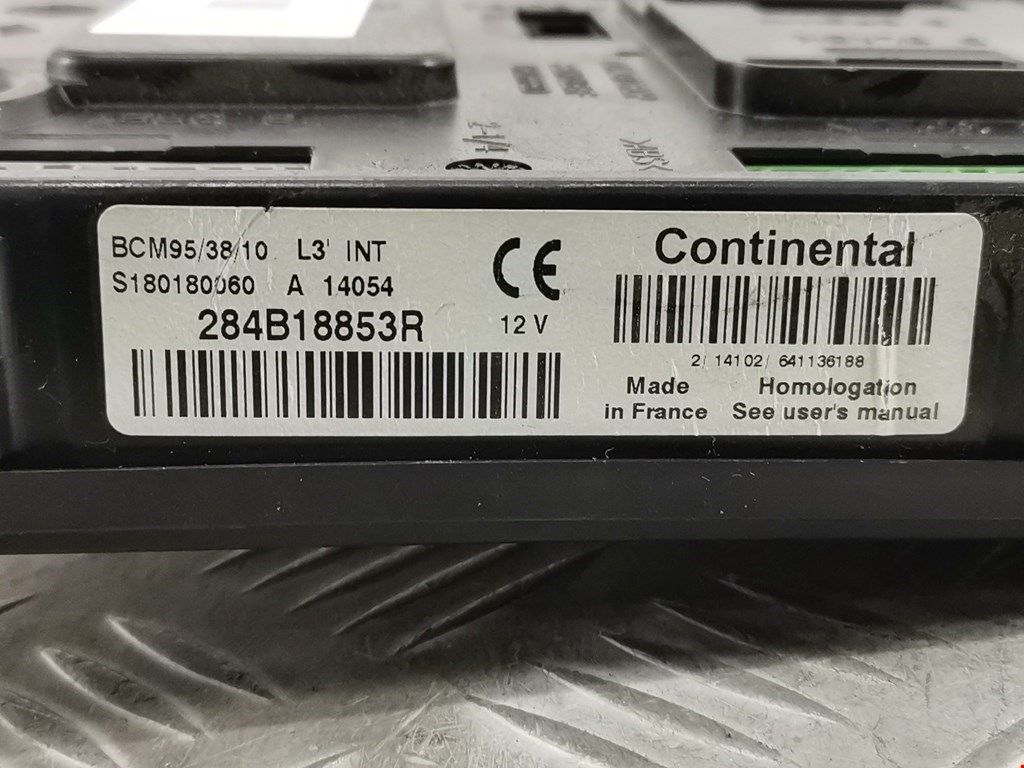 BCM95/38/10 L3' INT
S180180060 A 14054
284B18853R
CE
12 V
Continental
2/ 14102/ 641136188
Made
in France
Homologation
See user's manual